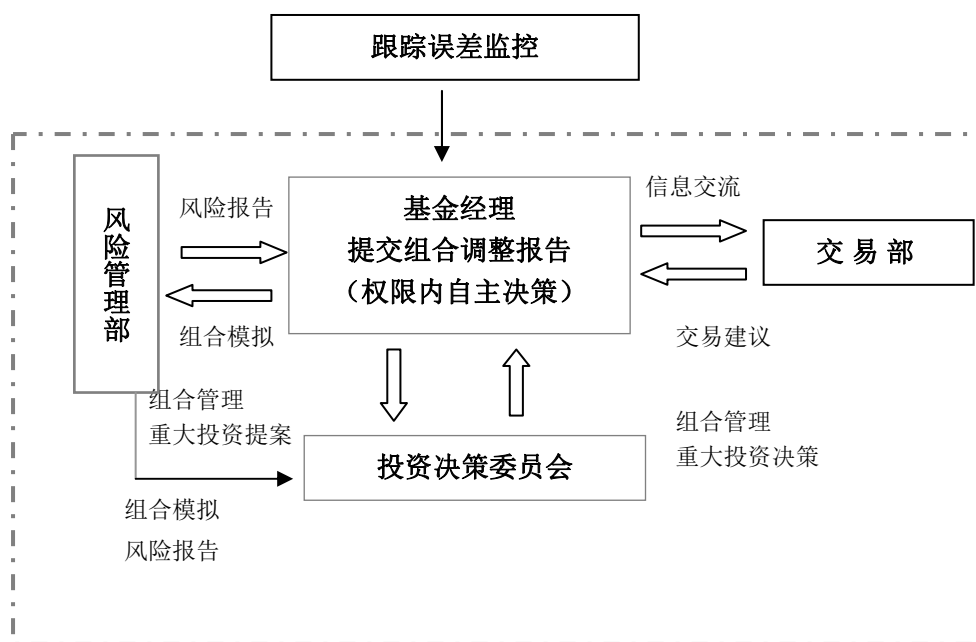 跟踪误差监控
风险管理部
风险报告
组合模拟
基金经理
提交组合调整报告
（权限内自主决策）
信息交流
交 易 部
交易建议
组合管理
重大投资提案
投资决策委员会
组合管理
重大投资决策
组合模拟
风险报告